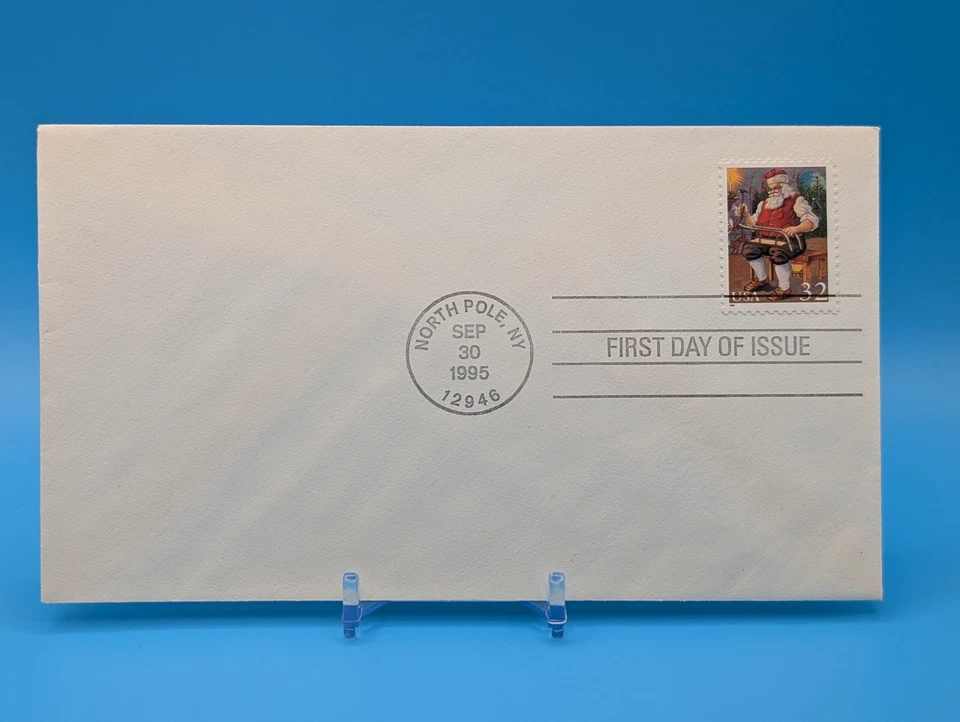 USA 32
NORTH POLE, NY
SEP
30
1995
12946
FIRST DAY OF ISSUE